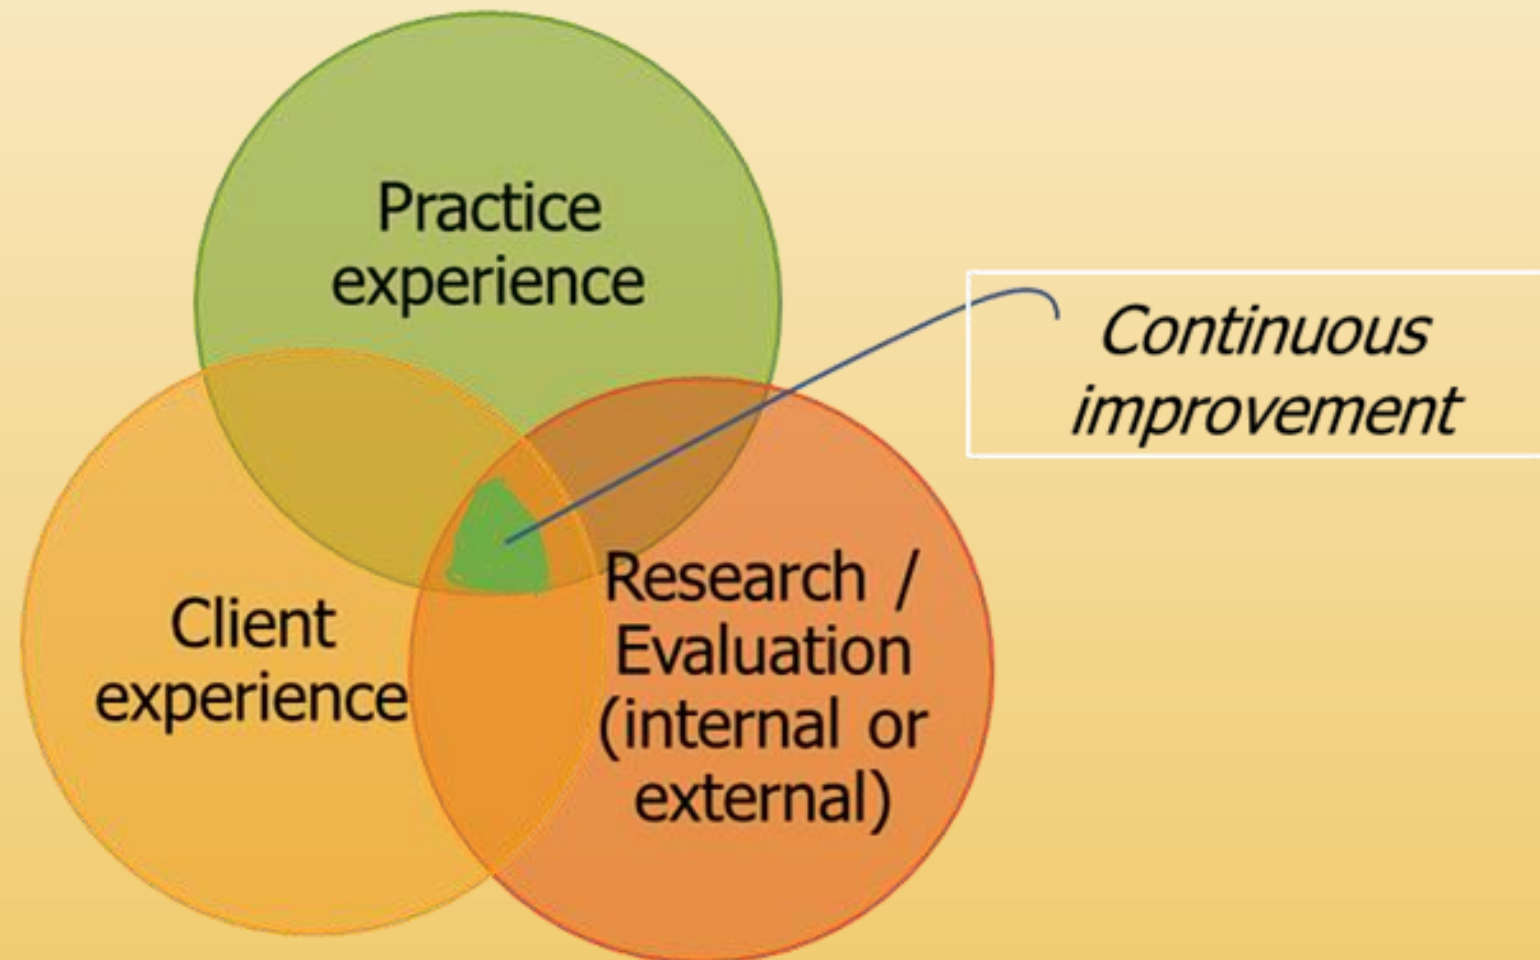 Practice
experience
Continuous
improvement
Client
experience
Research /
Evaluation
(internal or
external)